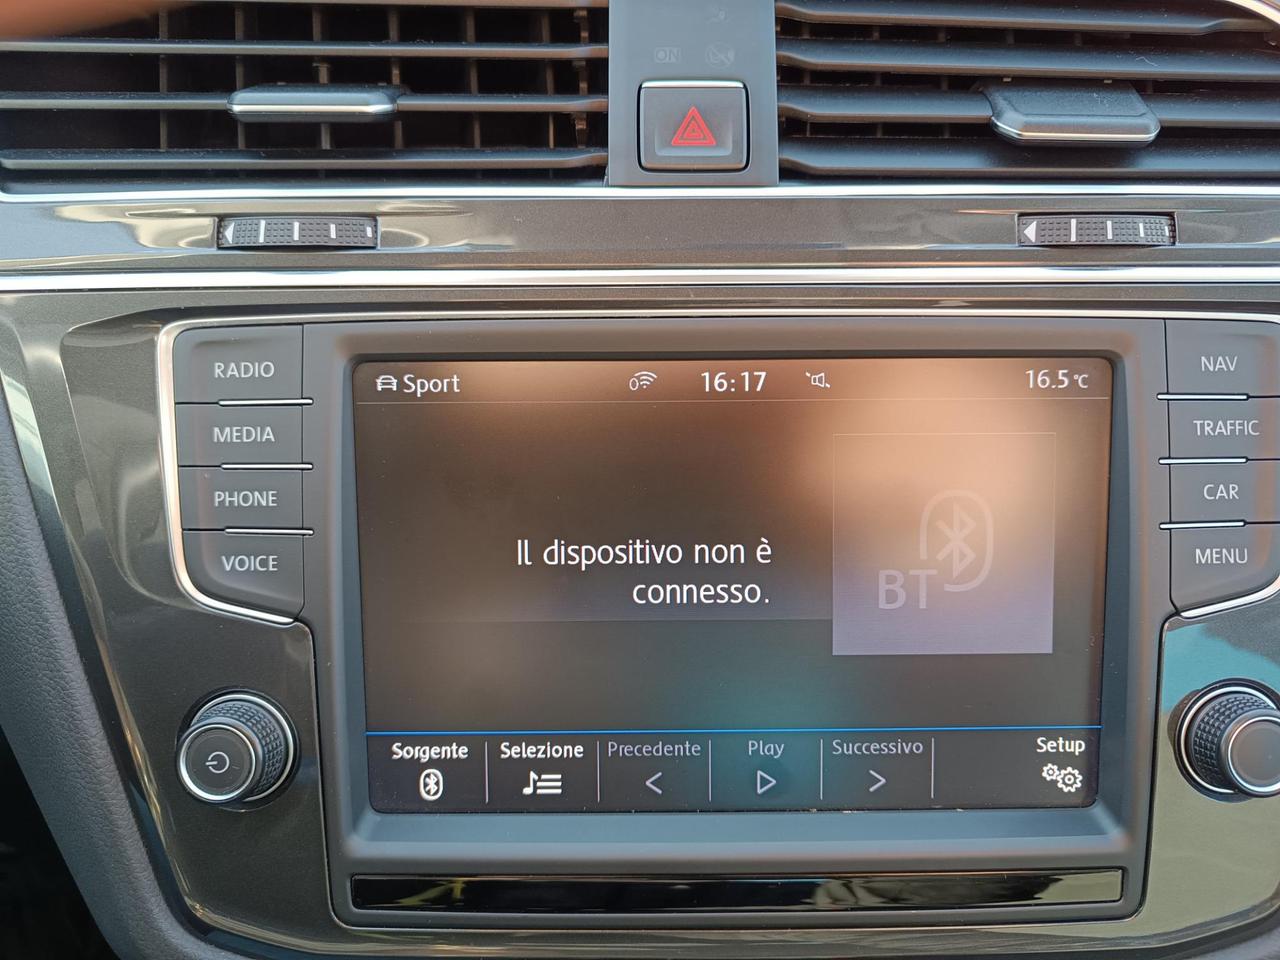 ON
RADIO
MEDIA
PHONE
VOICE
Sport
0
16:17
16.5°C
Il dispositivo non è
connesso.
BT
Sorgente
Selezione
Precedente
Play
Successivo
Setup
NAV
TRAFFIC
CAR
MENU